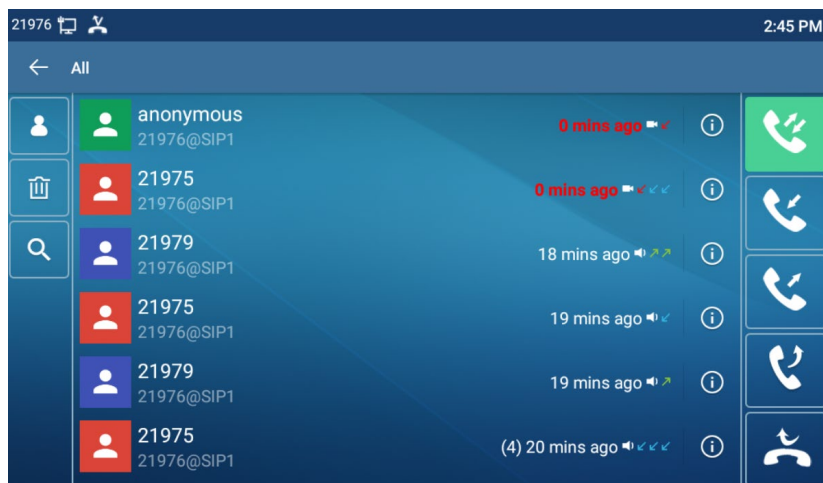 21976
2:45 PM
All
anonymous
21976@SIP1
0 mins ago
21975
21976@SIP1
0 mins ago
21979
21976@SIP1
18 mins ago
21975
21976@SIP1
19 mins ago
21979
21976@SIP1
19 mins ago
21975
21976@SIP1
(4) 20 mins ago